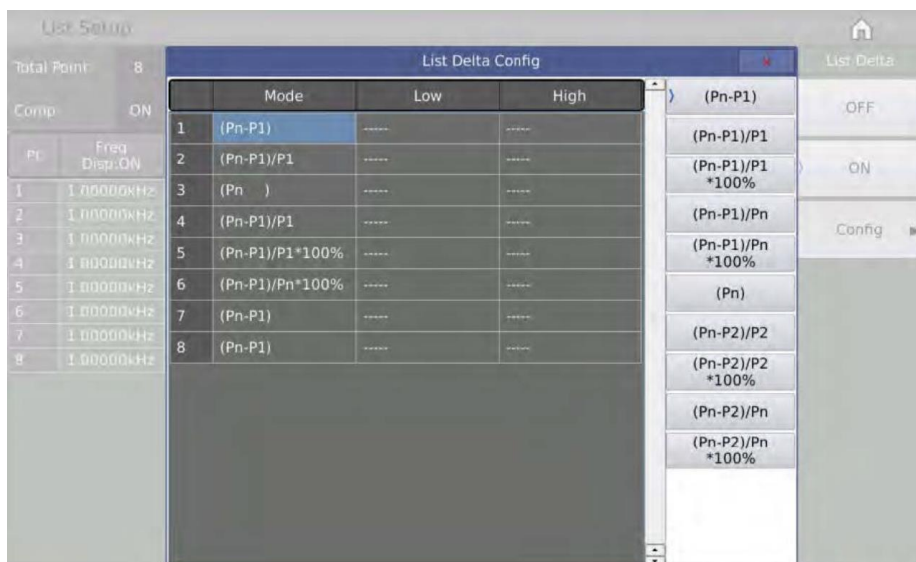 List Setup
Total Point 8
Comp ON
Pt. Freq
Disp:ON
1 1.00000kHz
2 1.00000kHz
3 1.00000kHz
4 1.00000kHz
5 1.00000kHz
6 1.00000kHz
7 1.00000kHz
8 1.00000kHz
List Delta Config
Mode Low High
1 (Pn-P1) ----- -----
2 (Pn-P1)/P1 ----- -----
3 (Pn ) ----- -----
4 (Pn-P1)/P1 ----- -----
5 (Pn-P1)/P1*100% ----- -----
6 (Pn-P1)/Pn*100% ----- -----
7 (Pn-P1) ----- -----
8 (Pn-P1) ----- -----
(Pn-P1)
(Pn-P1)/P1
(Pn-P1)/P1
*100%
(Pn-P1)/Pn
(Pn-P1)/Pn
*100%
(Pn)
(Pn-P2)/P2
(Pn-P2)/P2
*100%
(Pn-P2)/Pn
(Pn-P2)/Pn
*100%
List Delta
OFF
ON
Config